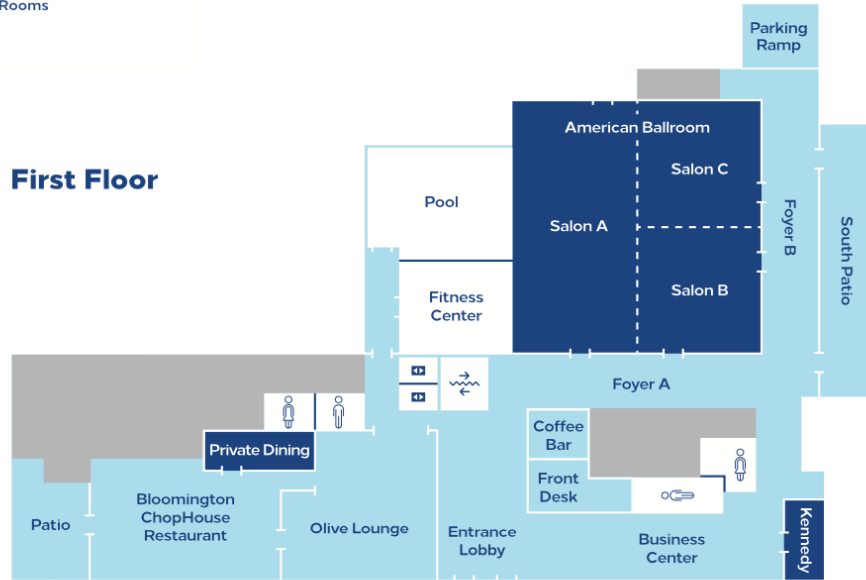 Rooms
Parking
Ramp
American Ballroom
First Floor
Salon C
Pool
Foyer B
South Patio
Salon A
Salon B
Fitness
Center
Foyer A
Coffee
Bar
Private Dining
Front
Desk
Bloomington
ChopHouse
Restaurant
Patio
Olive Lounge
Entrance
Lobby
Business
Center
Kennedy